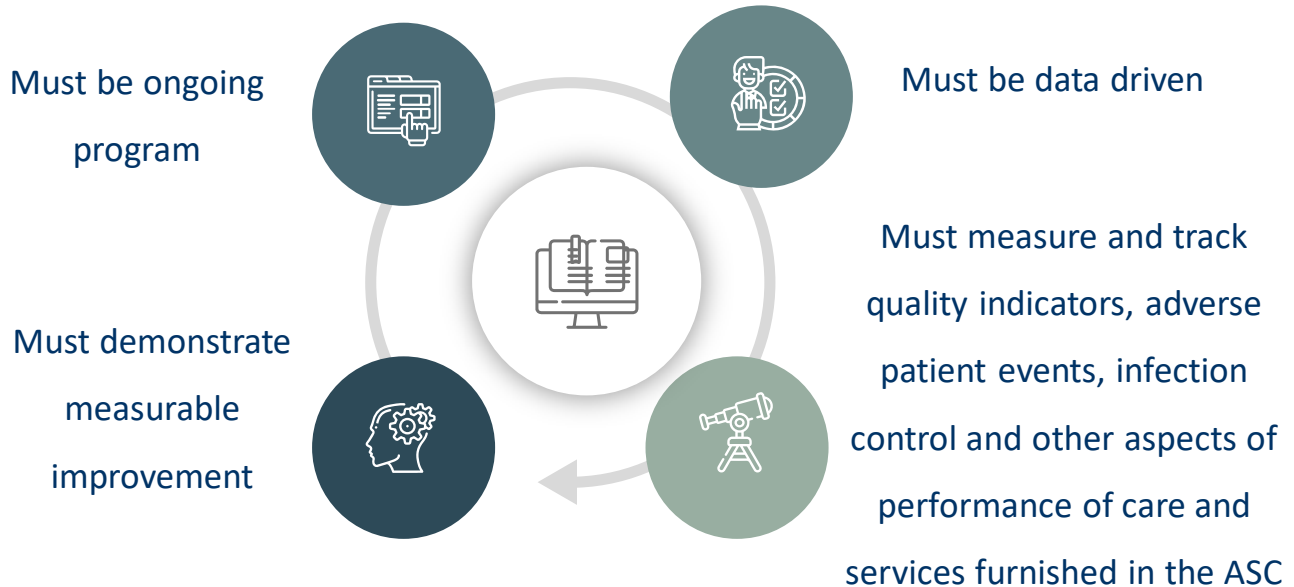 Must be ongoing
program
Must be data driven
Must measure and track
quality indicators, adverse
patient events, infection
control and other aspects of
performance of care and
services furnished in the ASC
Must demonstrate
measurable
improvement